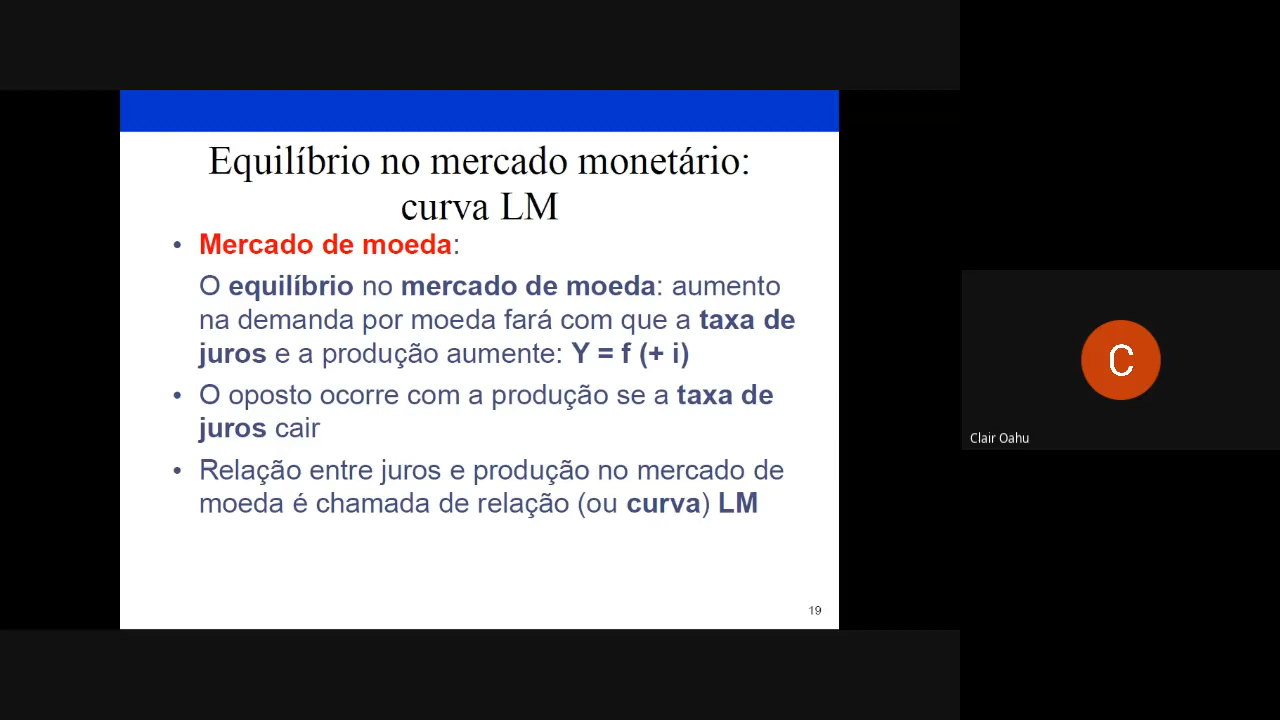 Equilíbrio no mercado monetário:
curva LM
• Mercado de moeda:
O equilíbrio no mercado de moeda: aumento
na demanda por moeda fará com que a taxa de
juros e a produção aumente: Y = f (+ i)
• O oposto ocorre com a produção se a taxa de
juros cair
• Relação entre juros e produção no mercado de
moeda é chamada de relação (ou curva) LM
19
C
Clair Oahu